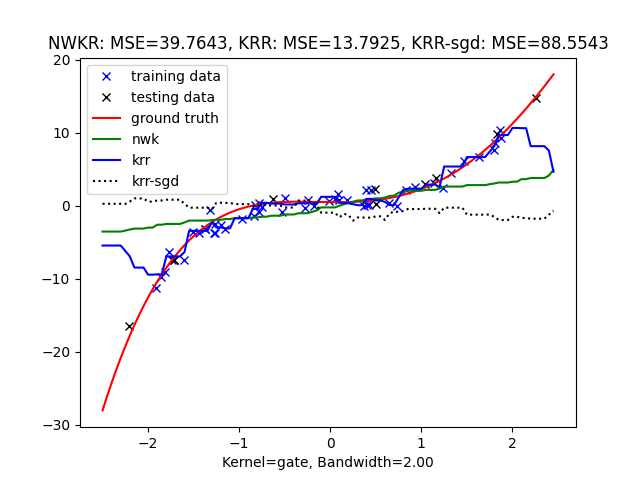 NWKR: MSE=39.7643, KRR: MSE=13.7925, KRR-sgd: MSE=88.5543
training data
testing data
ground truth
nwk
krr
krr-sgd
20
10
0
−10
−20
−30
−2
−1
0
1
2
Kernel=gate, Bandwidth=2.00